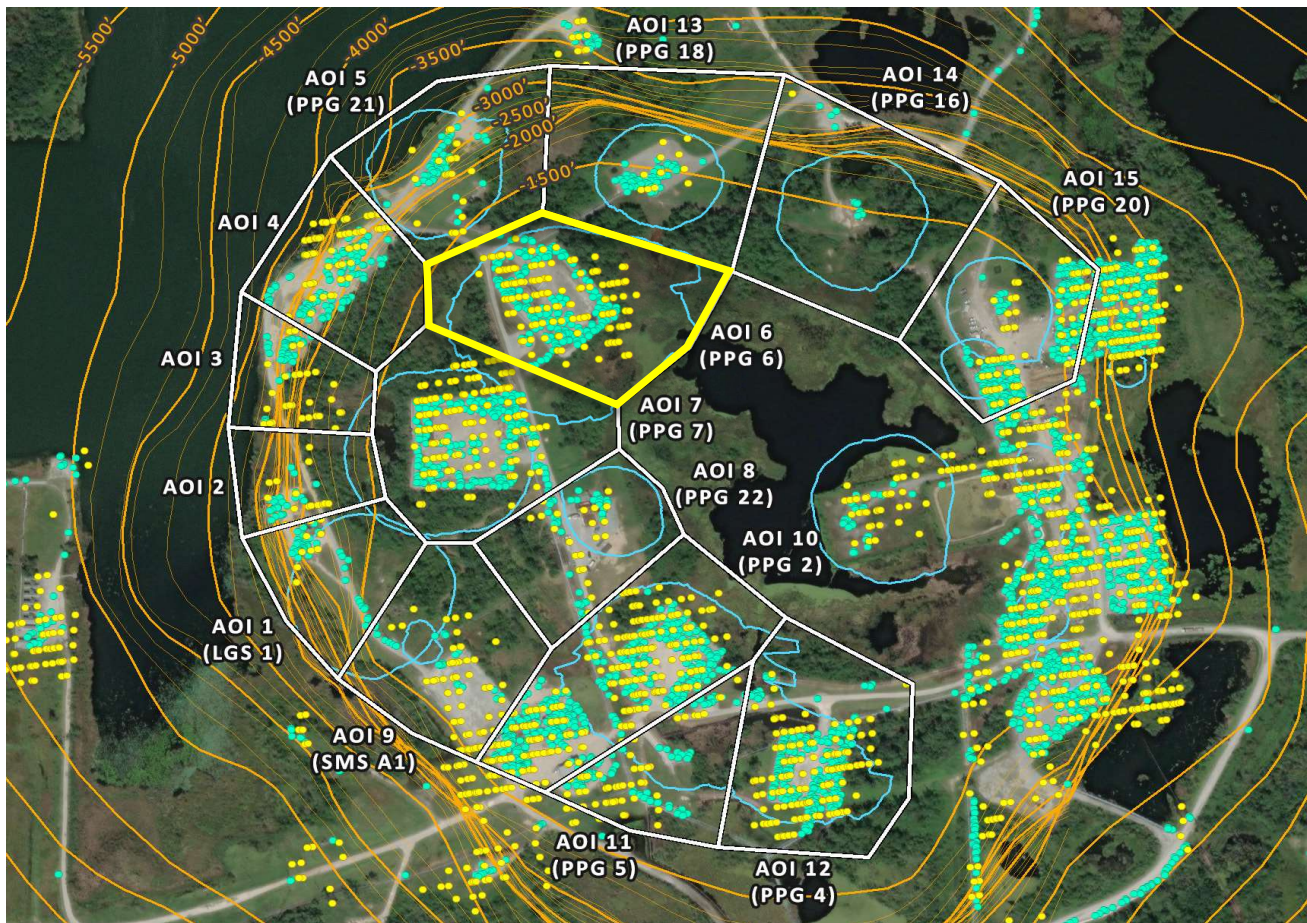 -5500'
-5000'
-4500'
-4000'
-3500'
-3000'
-2500'
-2000'
-1500'
AOI 13
(PPG 18)
AOI 5
(PPG 21)
AOI 14
(PPG 16)
AOI 15
(PPG 20)
AOI 4
AOI 3
AOI 6
(PPG 6)
AOI 7
(PPG 7)
AOI 2
AOI 8
(PPG 22)
AOI 10
(PPG 2)
AOI 1
(LGS 1)
AOI 9
(SMS A1)
AOI 11
(PPG 5)
AOI 12
(PPG 4)